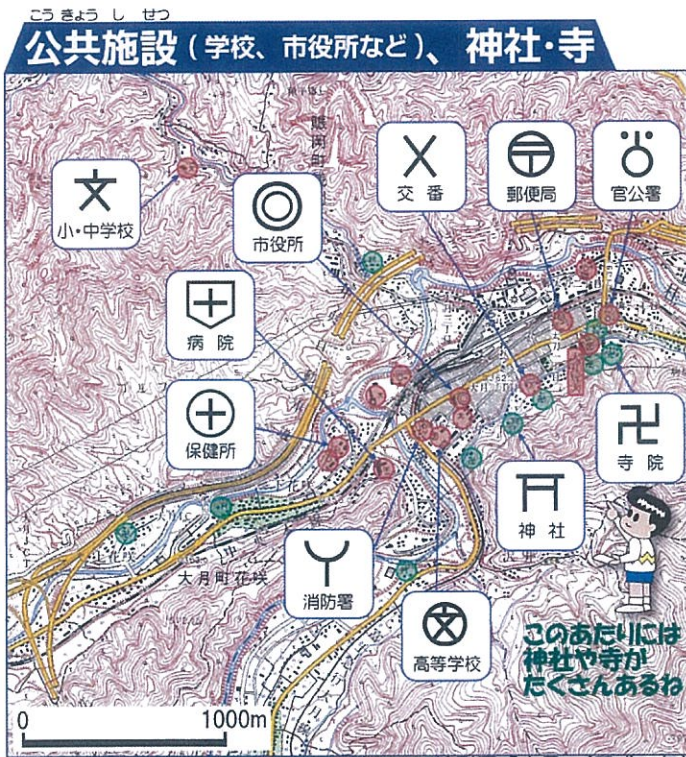 こうきょう し せつ
公共施設（学校、市役所など）、神社・寺
小・中学校
市役所
交番
郵便局
官公署
病院
保健所
寺院
神社
消防署
高等学校
大月町花咲
このあたりには
神社や寺が
たくさんあるね
0 1000m